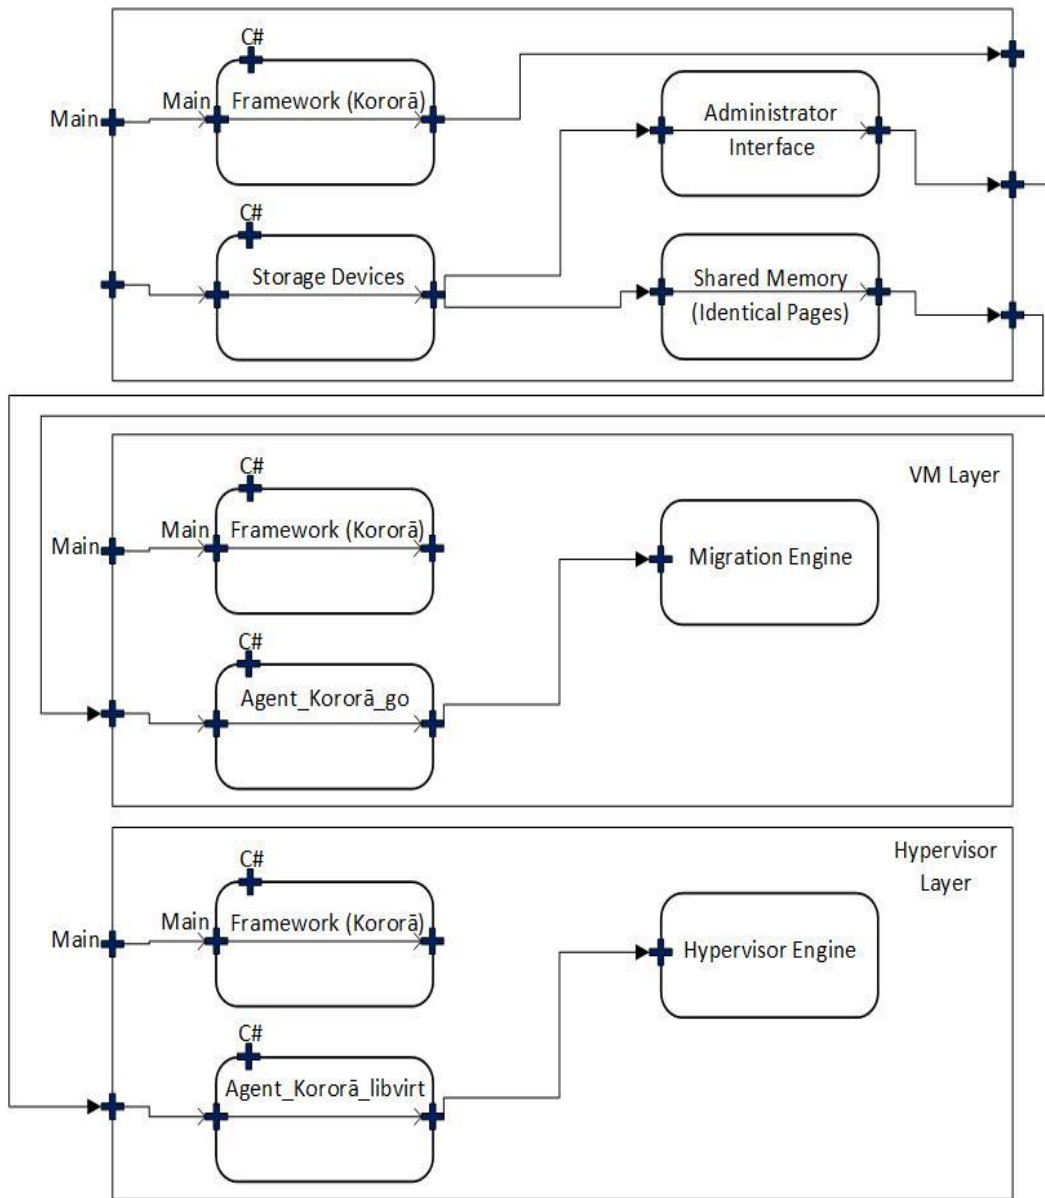 C#
Main
Main
Framework (Kororā)
Administrator
Interface
C#
Storage Devices
Shared Memory
(Identical Pages)
VM Layer
C#
Main
Main
Framework (Kororā)
Migration Engine
C#
Agent_Kororā_go
Hypervisor
Layer
C#
Main
Main
Framework (Kororā)
Hypervisor Engine
C#
Agent_Kororā_libvirt